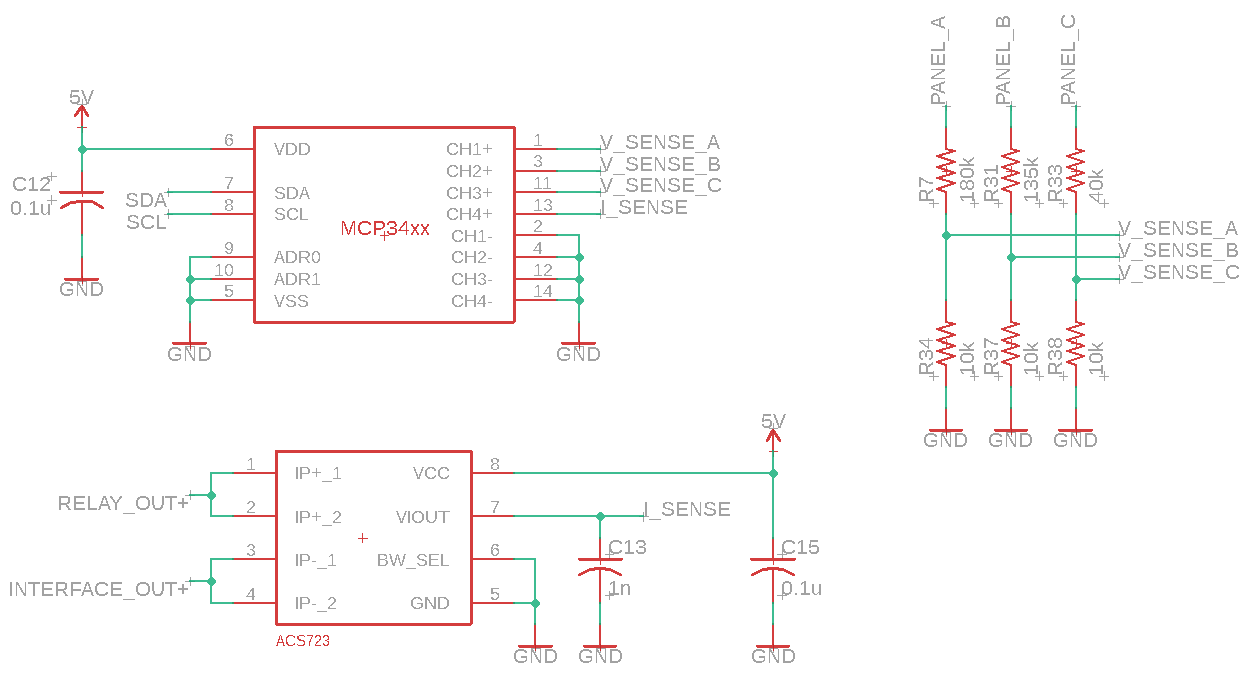 PANEL_A
PANEL_B
PANEL_C
5V
C12
0.1u
GND
SDA
SCL
6
7
8
9
10
5
VDD
SDA
SCL
ADR0
ADR1
VSS
MCP34xx
CH1+
CH2+
CH3+
CH4+
CH1-
CH2-
CH3-
CH4-
1
3
11
13
2
4
12
14
V_SENSE_A
V_SENSE_B
V_SENSE_C
I_SENSE
GND
GND
R7
180k
R31
135k
R33
40k
V_SENSE_A
V_SENSE_B
V_SENSE_C
R34
10k
R37
10k
R38
10k
GND
GND
GND
RELAY_OUT+
INTERFACE_OUT+
1
2
3
4
IP+_1
IP+_2
IP-_1
IP-_2
VCC
VIOUT
BW_SEL
GND
8
7
6
5
ACS723
5V
I_SENSE
C13
1n
C15
0.1u
GND
GND
GND